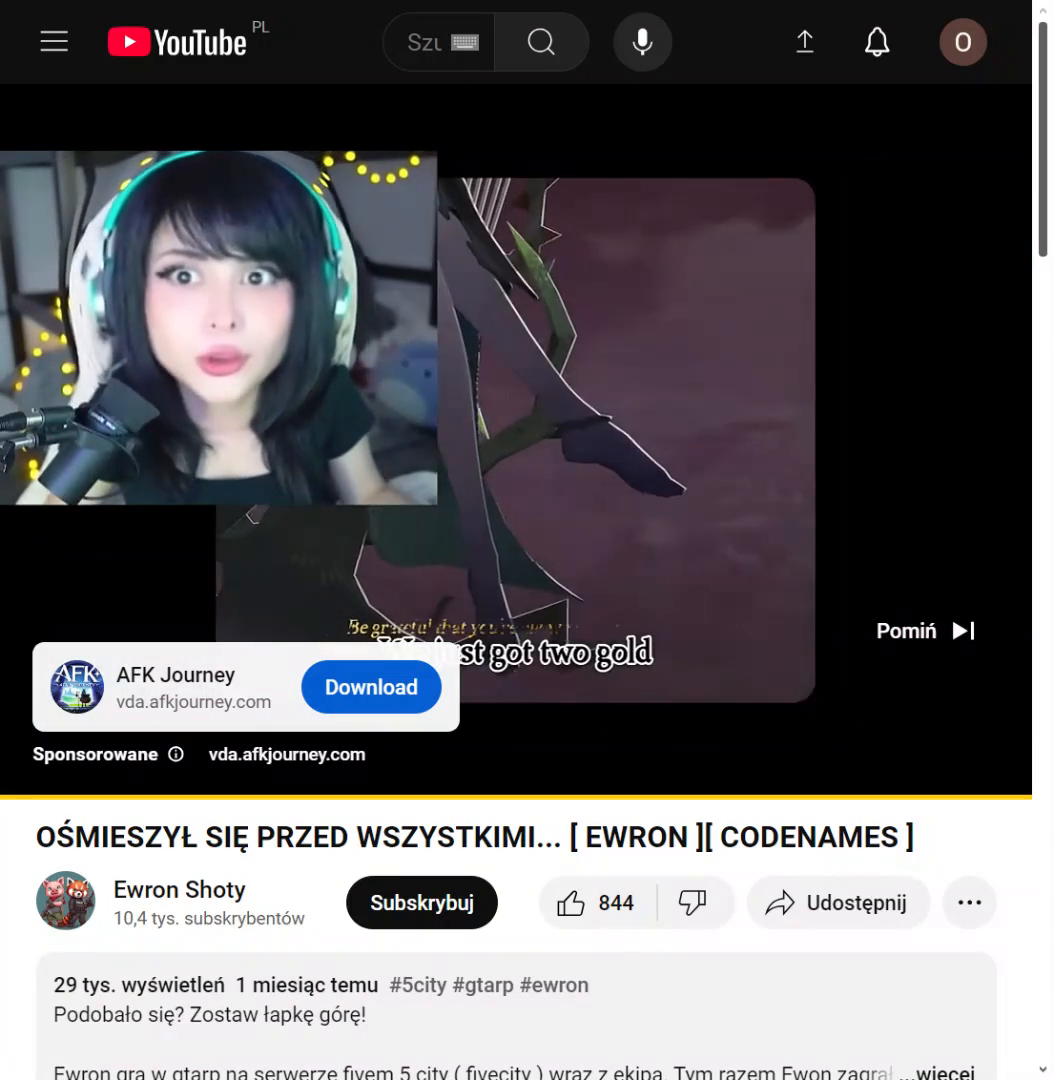 YouTube PL
Szu
O
Be grateful that you're
We just got two gold
Pomiń
AFK
AFK Journey
vda.afkjourney.com
Download
Sponsorowane vda.afkjourney.com
OŚMIESZYŁ SIĘ PRZED WSZYSTKIMI... [ EWRON ][ CODENAMES ]
Ewron Shoty
10,4 tys. subskrybentów
Subskrybuj
844
Udostępnij
29 tys. wyświetleń 1 miesiąc temu #5city #gtarp #ewron
Podobało się? Zostaw łapkę górę!
Ewron gra w gtarp na serwerze fivem 5 city ( fivecity ) wraz z ekipą. Tym razem Ewon zagrał ...więcej